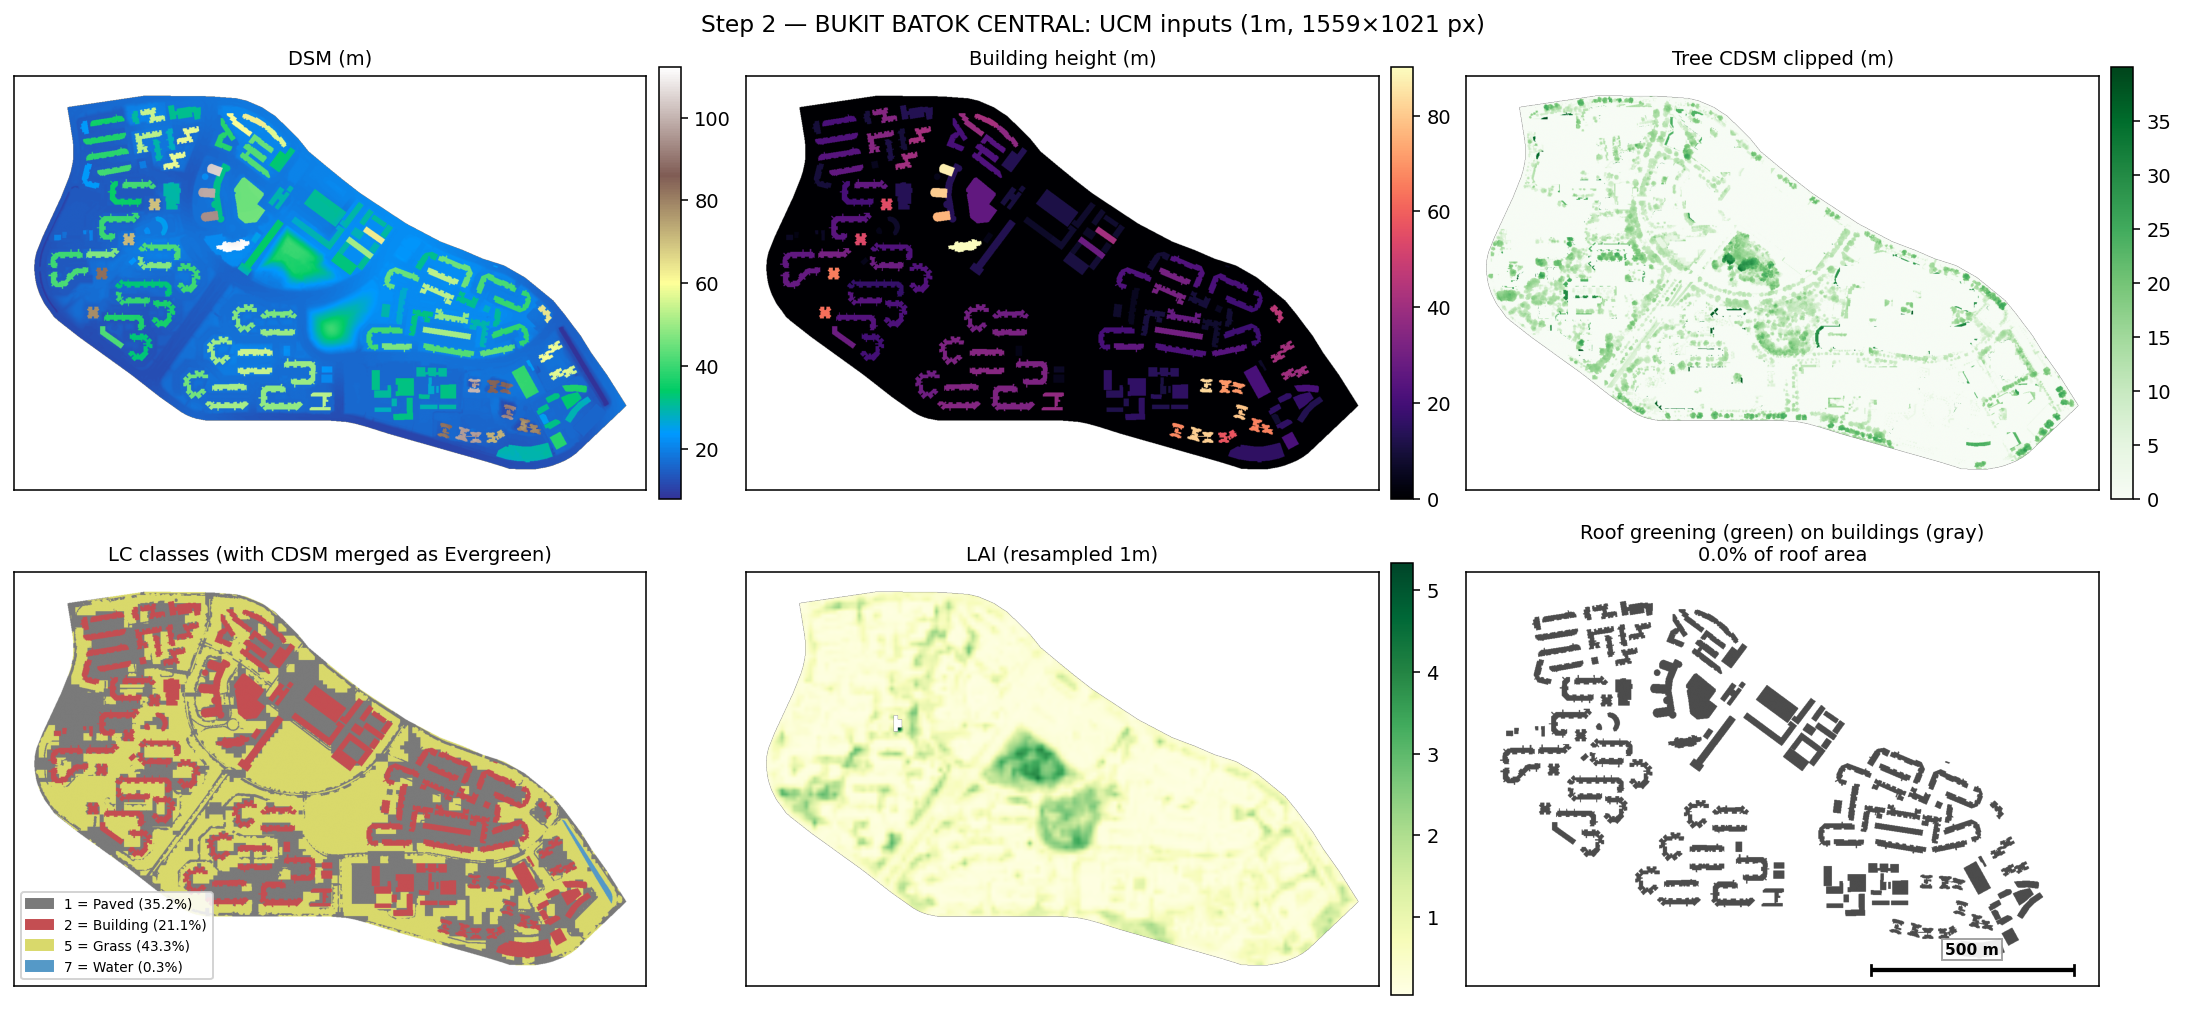 Step 2 — BUKIT BATOK CENTRAL: UCM inputs (1m, 1559×1021 px)
DSM (m)
100
80
60
40
20
Building height (m)
80
60
40
20
0
Tree CDSM clipped (m)
35
30
25
20
15
10
5
0
LC classes (with CDSM merged as Evergreen)
1 = Paved (35.2%)
2 = Building (21.1%)
5 = Grass (43.3%)
7 = Water (0.3%)
LAI (resampled 1m)
5
4
3
2
1
Roof greening (green) on buildings (gray)
0.0% of roof area
500 m